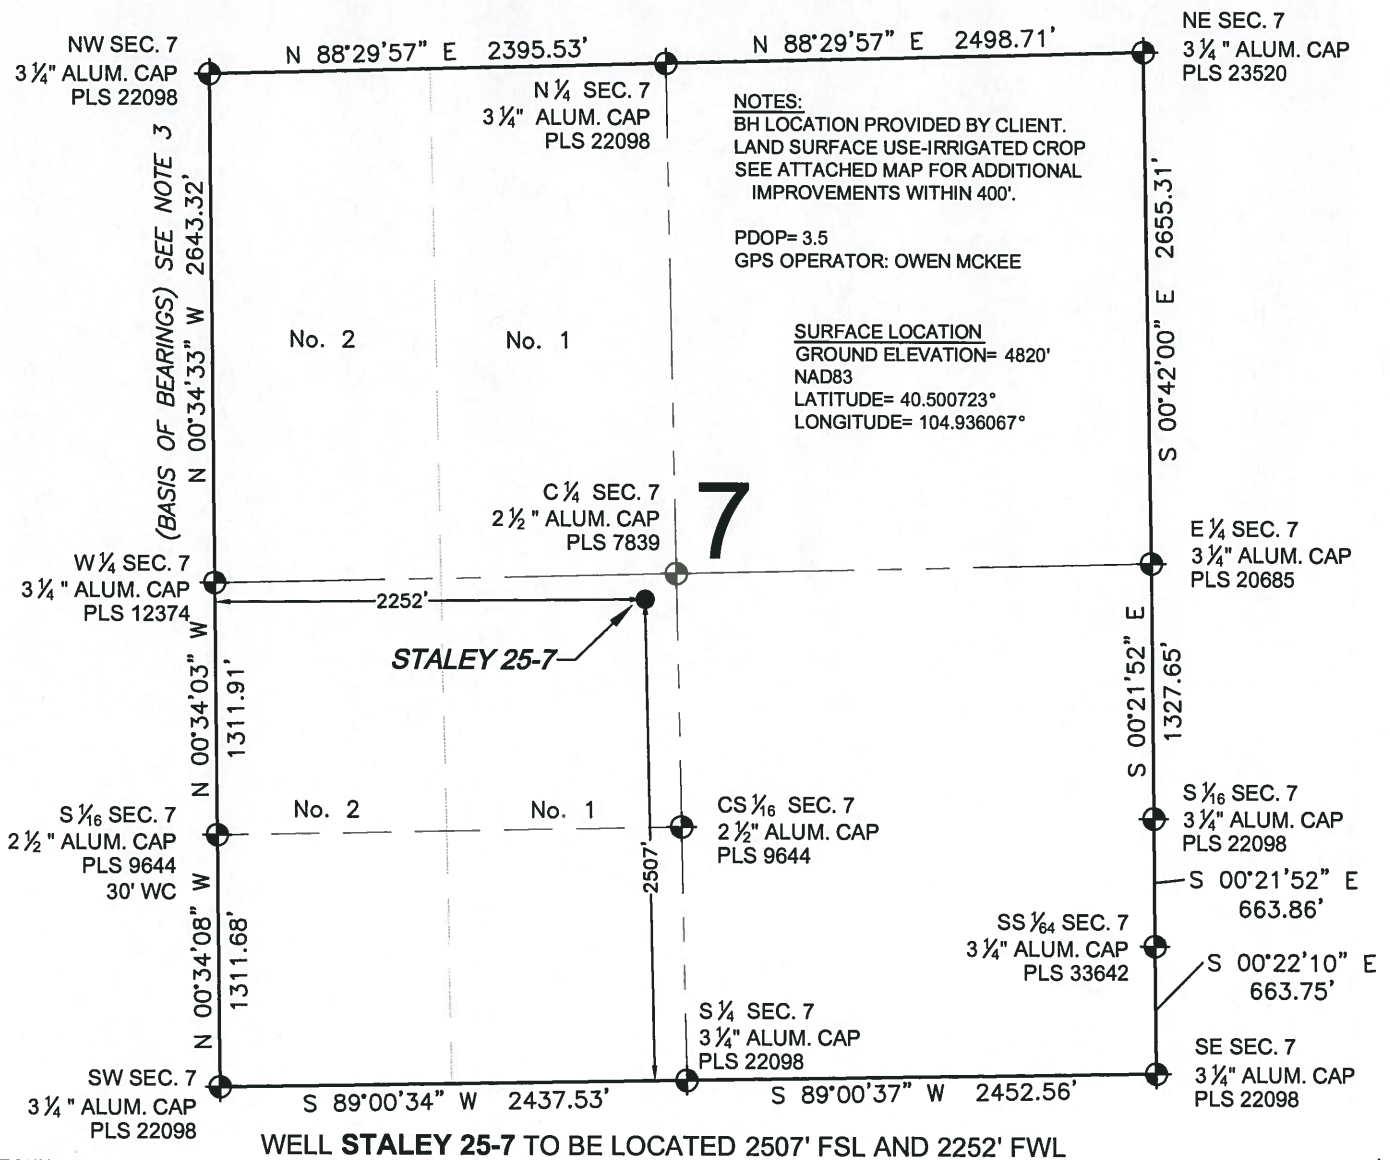 NW SEC. 7
3 ¼" ALUM. CAP
PLS 22098
N 88°29'57" E 2395.53'
N 88°29'57" E 2498.71'
NE SEC. 7
3 ¼" ALUM. CAP
PLS 23520
N ¼ SEC. 7
3 ¼" ALUM. CAP
PLS 22098
NOTES:
BH LOCATION PROVIDED BY CLIENT.
LAND SURFACE USE-IRRIGATED CROP
SEE ATTACHED MAP FOR ADDITIONAL
IMPROVEMENTS WITHIN 400'.
PDOP= 3.5
GPS OPERATOR: OWEN MCKEE
(BASIS OF BEARINGS) SEE NOTE 3
N 00°34'33" W 2643.32'
S 00°42'00" E 2655.31'
No. 2
No. 1
SURFACE LOCATION
GROUND ELEVATION= 4820'
NAD83
LATITUDE= 40.500723°
LONGITUDE= 104.936067°
C ¼ SEC. 7
2 ½ " ALUM. CAP
PLS 7839
7
W ¼ SEC. 7
3 ¼ " ALUM. CAP
PLS 12374
E ¼ SEC. 7
3 ¼" ALUM. CAP
PLS 20685
2252'
STALEY 25-7
N 00°34'03" W
1311.91'
S 00°21'52" E
1327.65'
S 1⁄16 SEC. 7
2 ½ " ALUM. CAP
PLS 9644
30' WC
No. 2
No. 1
CS 1⁄16 SEC. 7
2 ½" ALUM. CAP
PLS 9644
S 1⁄16 SEC. 7
3 ¼" ALUM. CAP
PLS 22098
2507'
S 00°21'52" E
663.86'
N 00°34'08" W
1311.68'
SS 1⁄64 SEC. 7
3 ¼" ALUM. CAP
PLS 33642
S 00°22'10" E
663.75'
S ¼ SEC. 7
3 ¼" ALUM. CAP
PLS 22098
SW SEC. 7
3 ¼ " ALUM. CAP
PLS 22098
S 89°00'34" W 2437.53'
S 89°00'37" W 2452.56'
SE SEC. 7
3 ¼" ALUM. CAP
PLS 22098
WELL STALEY 25-7 TO BE LOCATED 2507' FSL AND 2252' FWL